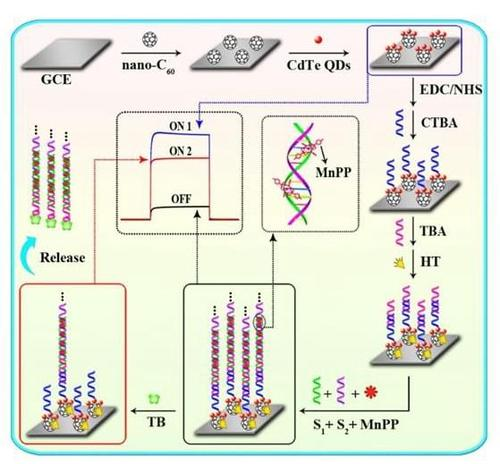 GCE
nano-C60
CdTe QDs
EDC/NHS
CTBA
ON 1
ON 2
OFF
MnPP
TBA
HT
Release
TB
S1+ S2+ MnPP